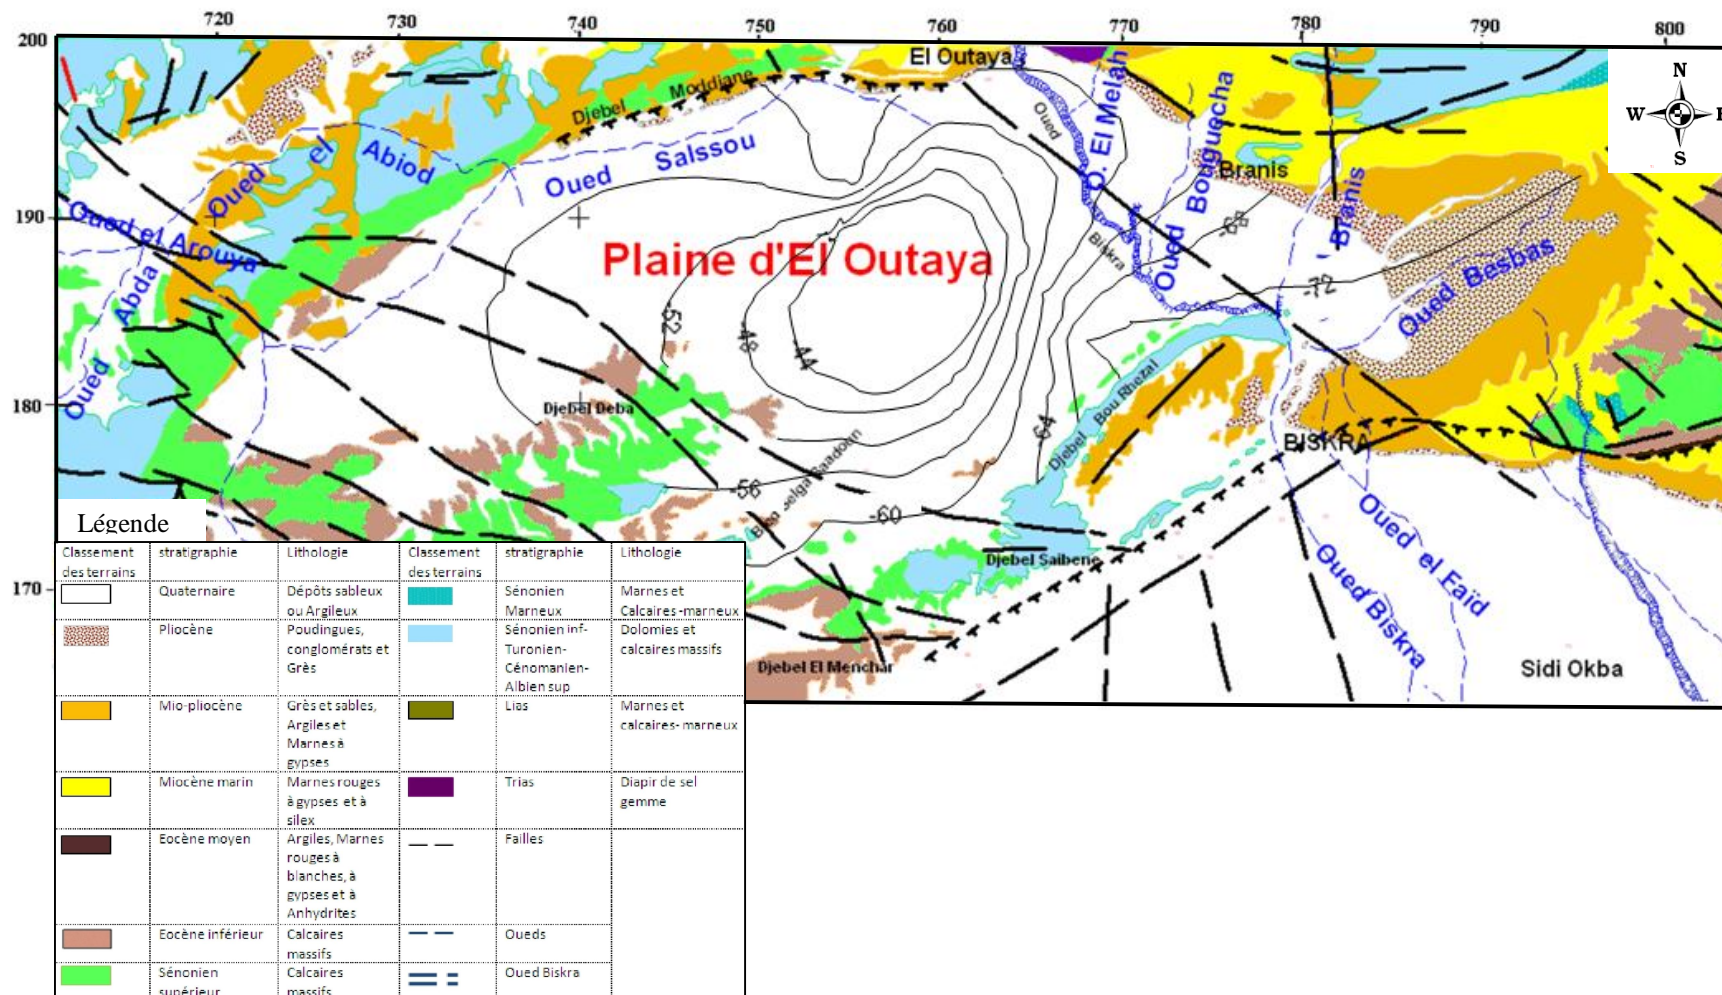 720 730 740 750 760 770 780 790 800
200
190
180
170
N
W
S
El Outaya
Djebel Moddiane
Oued el Abiod
Oued Salssou
Oued
O. El Melah
Oued Bouguecha
Branis
Branis
Oued el Arouya
Oued Abda
Plaine d'El Outaya
Biskra
-68
-72
Oued Besbas
-52
-48
-44
-64
-56
-60
Djebel Deba
Djebel Bou Rhezal
BISKRA
Djebel Saibene
Djebel El Menchar
Oued el Faïd
Oued Biskra
Sidi Okba
Légende
Classement des terrains stratigraphie Lithologie Classement des terrains stratigraphie Lithologie
Quaternaire
Dépôts sableux
ou Argileux
Sénonien
Marneux
Marnes et
Calcaires -marneux
Pliocène
Poudingues,
conglomérats et
Grès
Sénonien inf-
Turonien-
Cénomanien-
Albien sup
Dolomies et
calcaires massifs
Mio-pliocène
Grès et sables,
Argiles et
Marnes à
gypses
Lias
Marnes et
calcaires- marneux
Miocène marin
Marnes rouges
à gypses et à
silex
Trias
Diapir de sel
gemme
Eocène moyen
Argiles, Marnes
rouges à
blanches, à
gypses et à
Anhydrites
Failles
Eocène inférieur
Calcaires
massifs
Oueds
Sénonien
supérieur
Calcaires
massifs
Oued Biskra